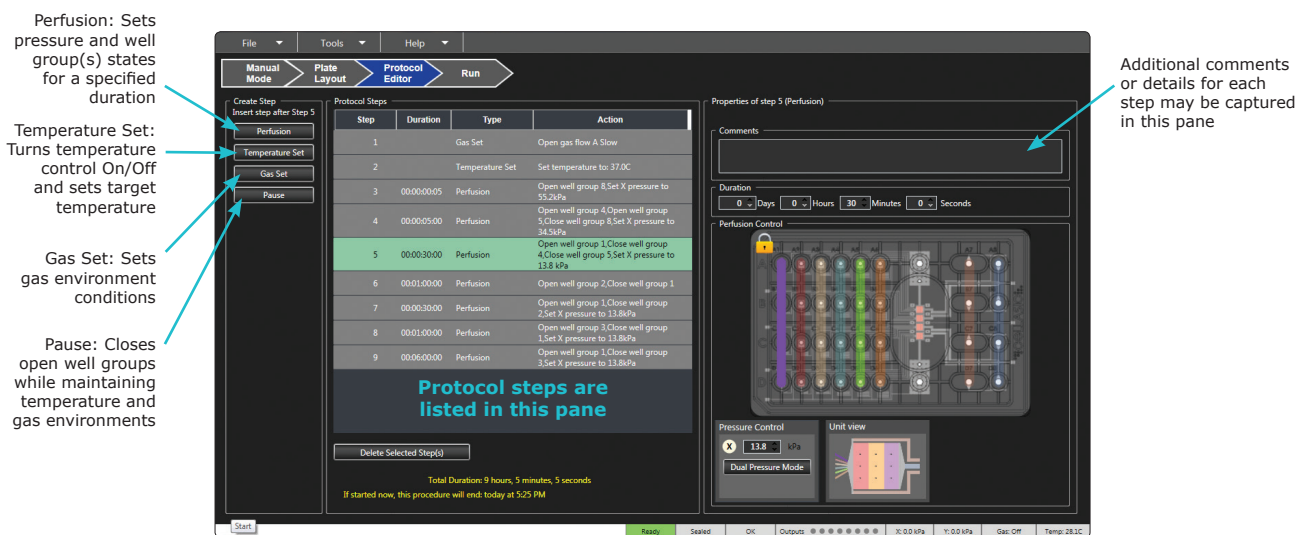 Perfusion: Sets
pressure and well
group(s) states
for a specified
duration
Temperature Set:
Turns temperature
control On/Off
and sets target
temperature
Gas Set: Sets
gas environment
conditions
Pause: Closes
open well groups
while maintaining
temperature and
gas environments
File Tools Help
Manual Mode Plate Layout Protocol Editor Run
Create Step
Insert step after Step 5
Perfusion
Temperature Set
Gas Set
Pause
Protocol Steps
Step Duration Type Action
1 Gas Set Open gas flow A Slow
2 Temperature Set Set temperature to: 37.0C
3 00:00:00:05 Perfusion Open well group 8,Set X pressure to
55.2kPa
4 00:00:05:00 Perfusion Open well group 4,Open well group
5,Close well group 8,Set X pressure to
34.5kPa
5 00:00:30:00 Perfusion Open well group 1,Close well group
4,Close well group 5,Set X pressure to
13.8 kPa
6 00:01:00:00 Perfusion Open well group 2,Close well group 1
7 00:00:30:00 Perfusion Open well group 1,Close well group
2,Set X pressure to 13.8kPa
8 00:01:00:00 Perfusion Open well group 3,Close well group
1,Set X pressure to 13.8kPa
9 00:06:00:00 Perfusion Open well group 1,Close well group
3,Set X pressure to 13.8kPa
Protocol steps are
listed in this pane
Delete Selected Step(s)
Total Duration: 9 hours, 5 minutes, 5 seconds
If started now, this procedure will end: today at 5:25 PM
Properties of step 5 (Perfusion)
Comments
Duration
0 Days 0 Hours 30 Minutes 0 Seconds
Perfusion Control
A1 A2 A3 A4 A5 A6 A7 A8
A
B
C
D
Pressure Control
X 13.8 kPa
Dual Pressure Mode
Unit view
Start
Ready Sealed OK Outputs X: 0.0 kPa Y: 0.0 kPa Gas: Off Temp: 28.1C
Additional comments
or details for each
step may be captured
in this pane